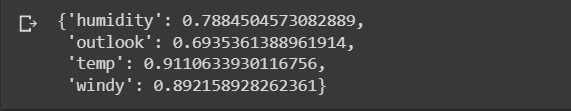 {'humidity': 0.7884504573082889,
'outlook': 0.6935361388961914,
'temp': 0.9110633930116756,
'windy': 0.892158928262361}